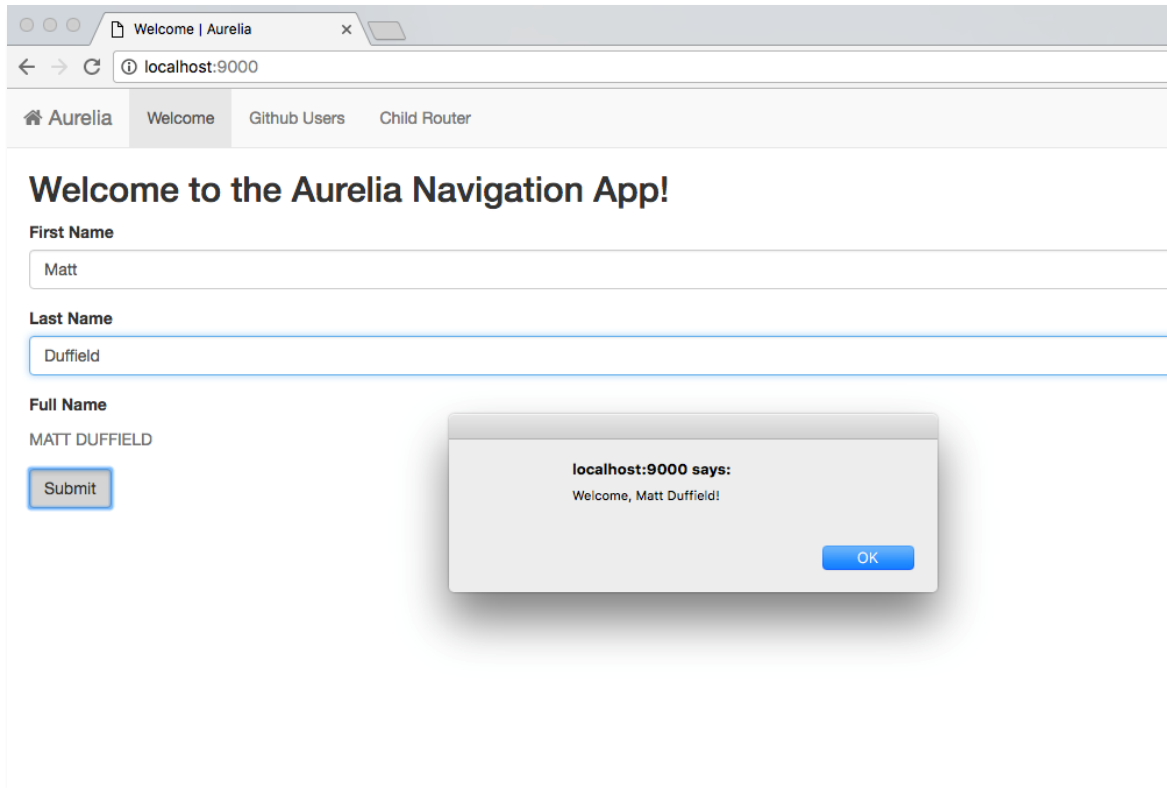 Welcome | Aurelia
localhost:9000
Aurelia Welcome Github Users Child Router
Welcome to the Aurelia Navigation App!
First Name
Matt
Last Name
Duffield
Full Name
MATT DUFFIELD
Submit
localhost:9000 says:
Welcome, Matt Duffield!
OK